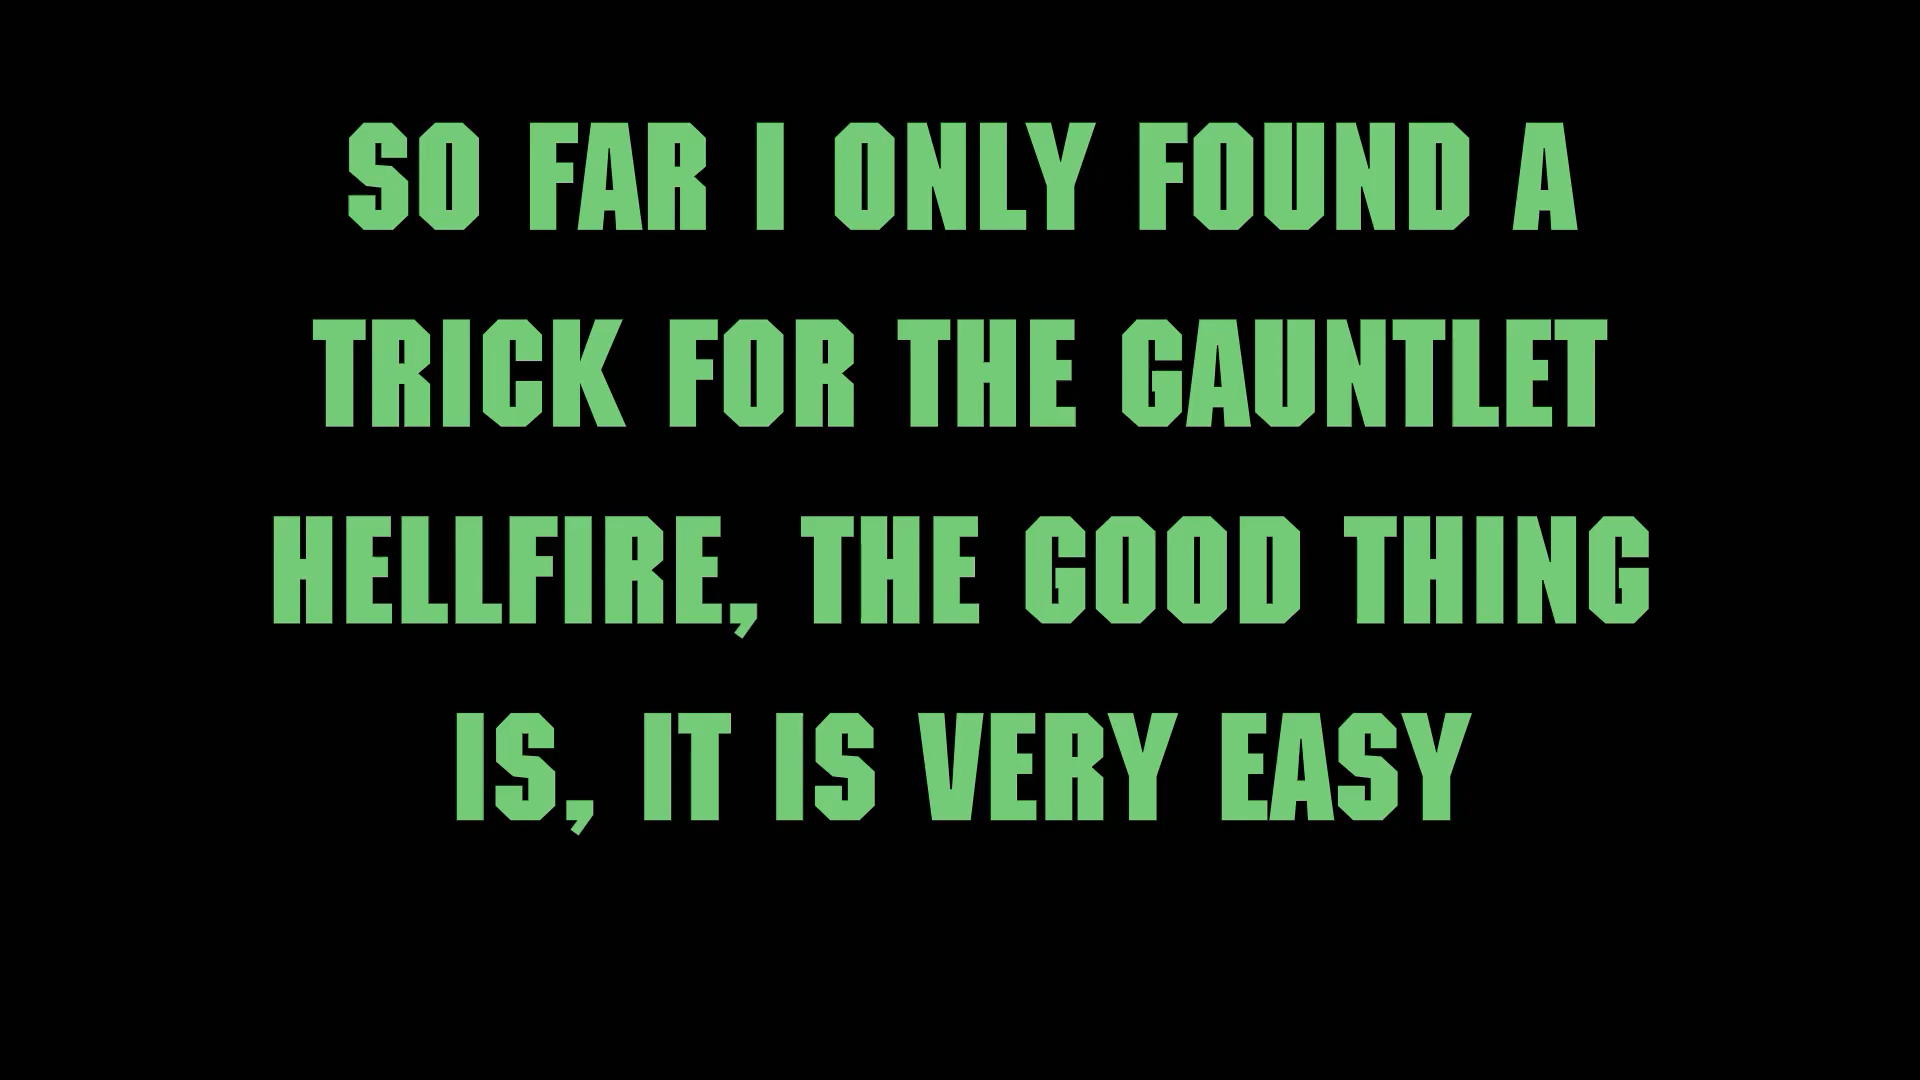 SO FAR I ONLY FOUND A
TRICK FOR THE GAUNTLET
HELLFIRE, THE GOOD THING
IS, IT IS VERY EASY